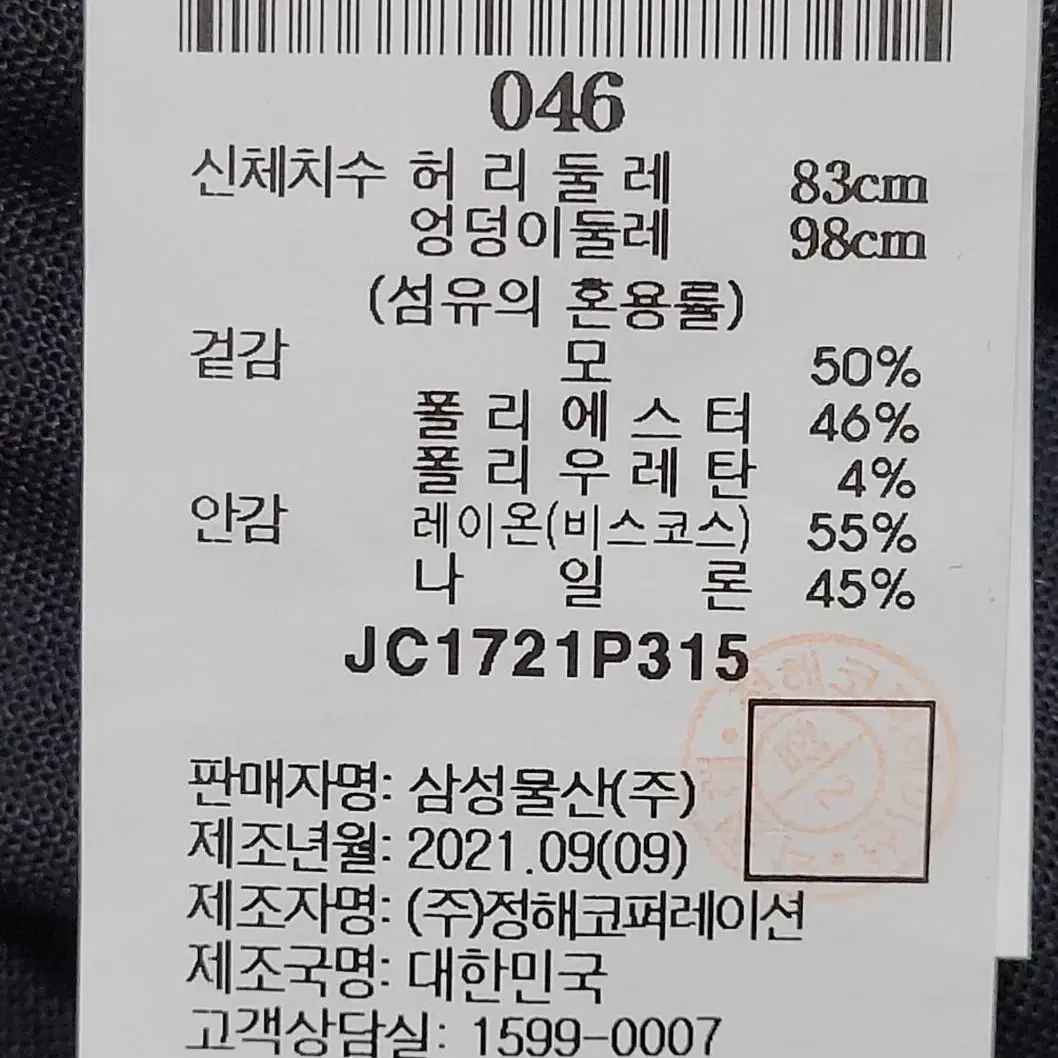 046
신체치수 허 리 둘 레 83cm
엉덩이둘레 98cm
(섬유의 혼용률)
겉감 모 50%
폴 리 에 스 터 46%
폴 리 우 레 탄 4%
안감 레이온(비스코스) 55%
나 일 론 45%
JC1721P315
판매자명: 삼성물산(주)
제조년월: 2021.09(09)
제조자명: (주)정해코퍼레이션
제조국명: 대한민국
고객상담실: 1599-0007